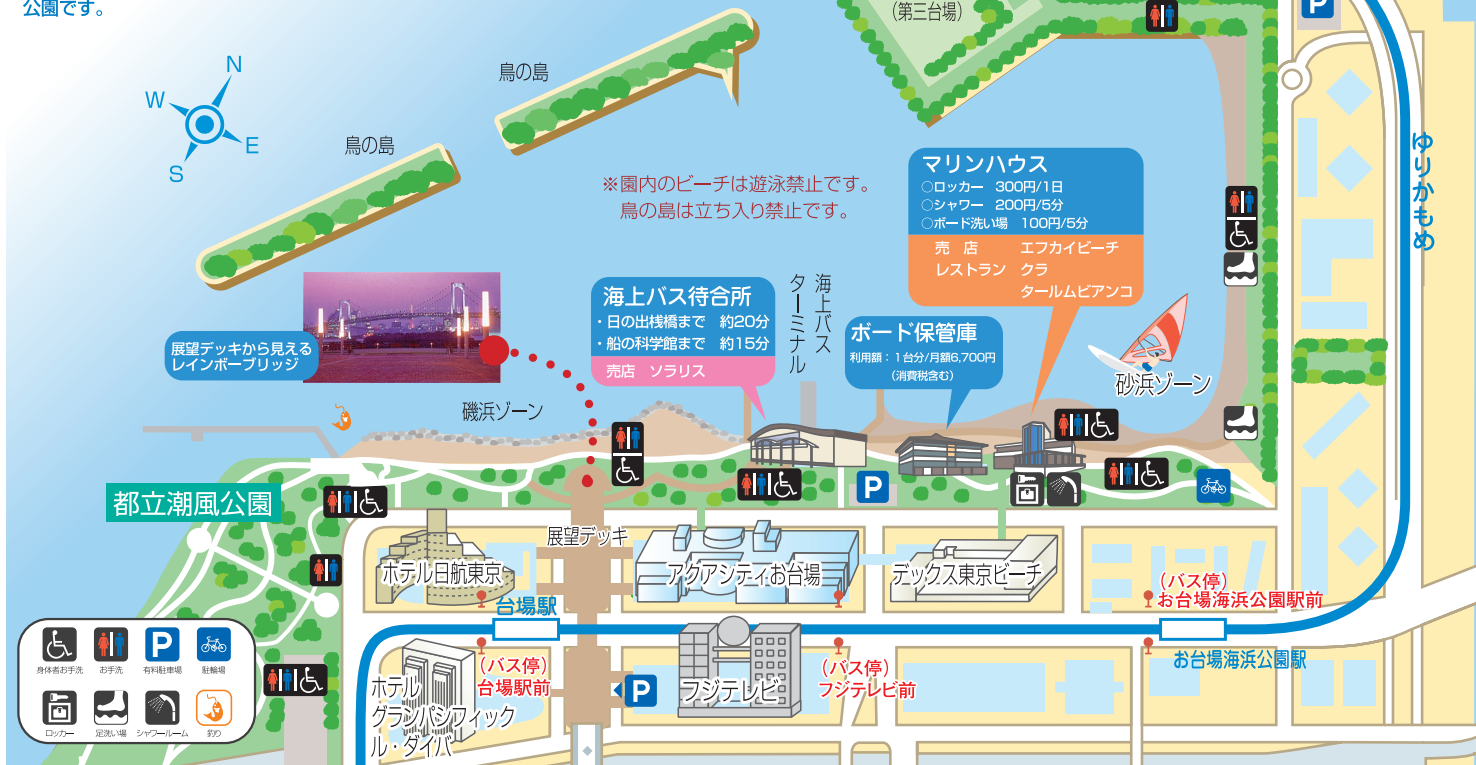 公園です。
(第三台場)
P
鳥の島
N
W
E
S
鳥の島
ゆりかもめ
※園内のビーチは遊泳禁止です。
鳥の島は立ち入り禁止です。
マリンハウス
○ロッカー 300円/1日
○シャワー 200円/5分
○ボード洗い場 100円/5分
売 店 エフカイビーチ
レストラン クラ
タールムビアンコ
海上バス
ターミナル
海上バス待合所
・日の出桟橋まで 約20分
・船の科学館まで 約15分
売店 ソラリス
ボード保管庫
利用額：1台分/月額6,700円
(消費税含む)
展望デッキから見える
レインボーブリッジ
砂浜ゾーン
磯浜ゾーン
P
都立潮風公園
展望デッキ
ホテル日航東京
アクアシティお台場
デックス東京ビーチ
台場駅
(バス停)
お台場海浜公園駅前
お台場海浜公園駅
(バス停)
台場駅前
(バス停)
フジテレビ前
フジテレビ
P
ホテル
グランパシフィック
ル・ダイバ
P
身体者お手洗
お手洗
有料駐車場
駐輪場
ロッカー
足洗い場
シャワールーム
釣り